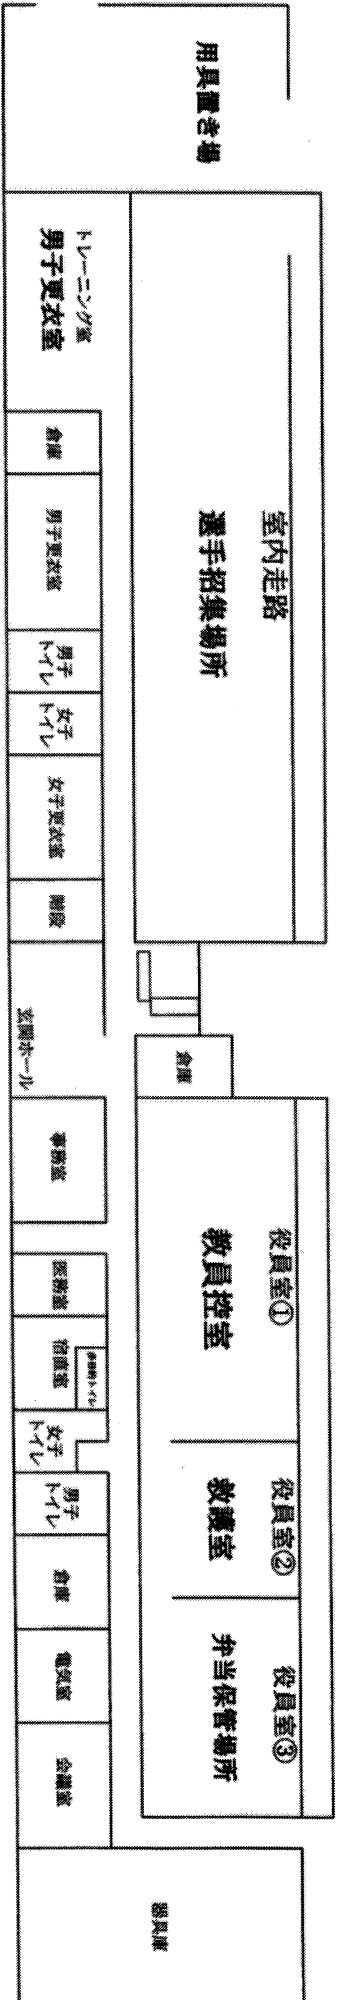 用具置き場
室内走路
選手招集場所
トレーニング室
男子更衣室
倉庫
男子更衣室
男子
トイレ
女子
トイレ
女子更衣室
階段
玄関ホール
倉庫
事務室
役員室①
教員控室
役員室②
救護室
役員室③
弁当保管場所
医務室
宿直室
女子
トイレ
男子
トイレ
倉庫
電気室
会議室
器具庫